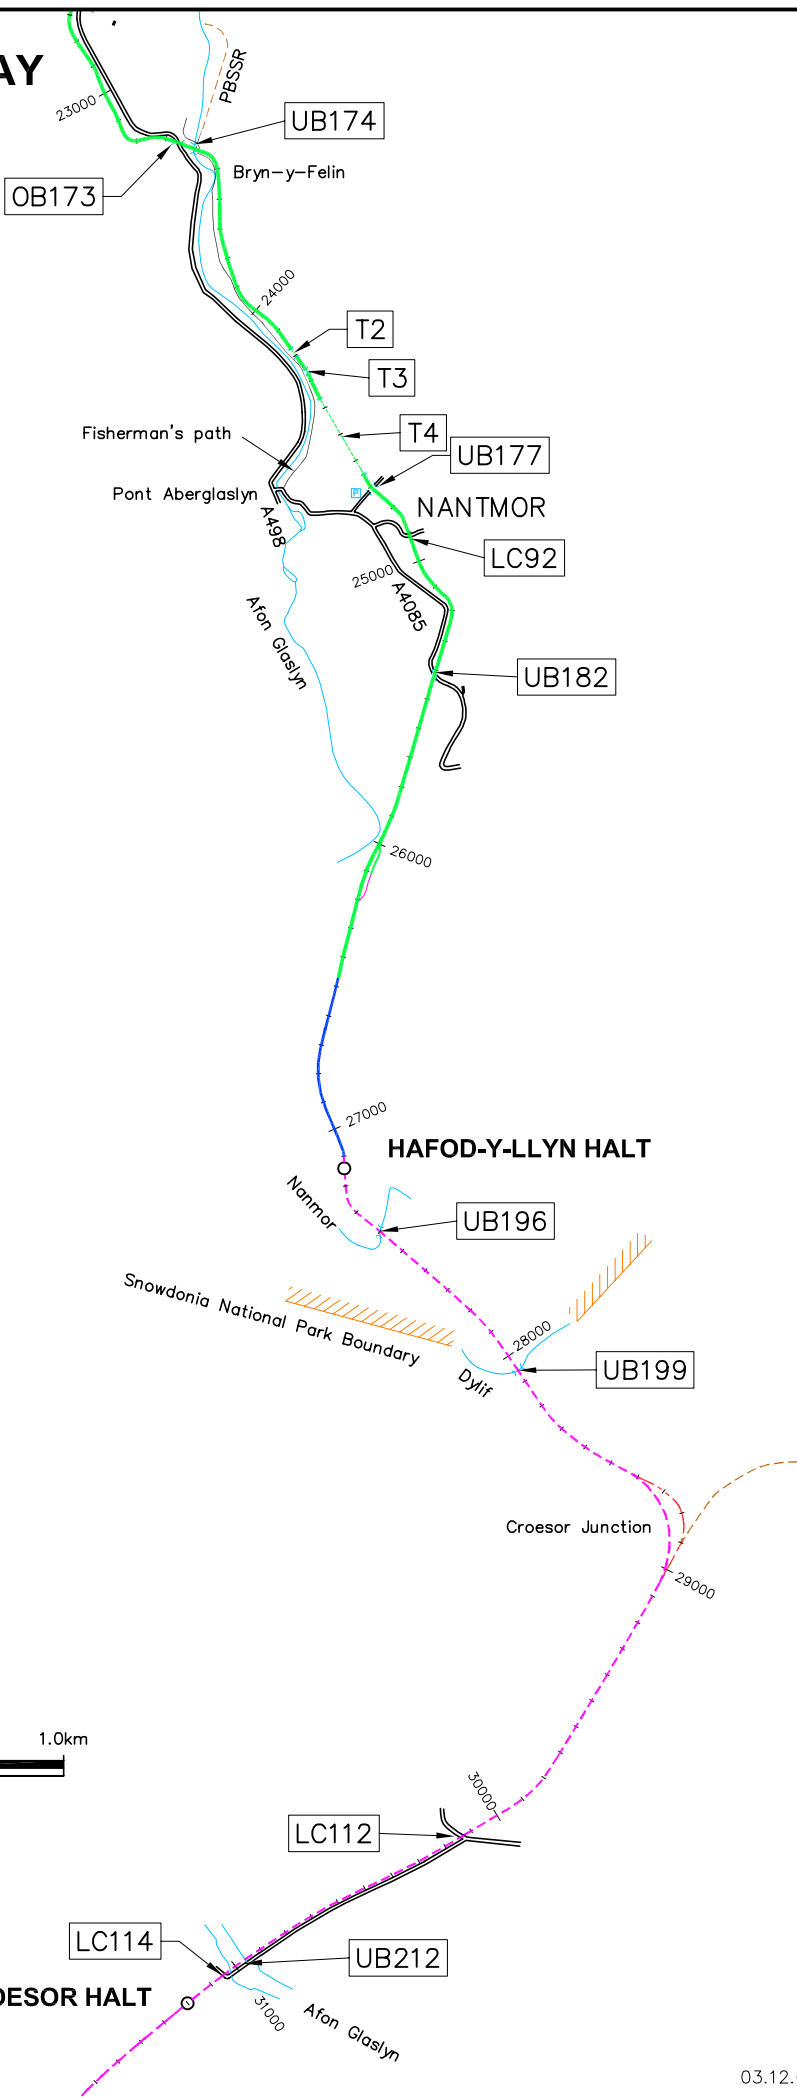 AY
PBSSR
23000
UB174
Bryn-y-Felin
OB173
24000
T2
T3
Fisherman's path
T4
UB177
P
Pont Aberglaslyn
NANTMOR
A498
LC92
25000
A4085
Afon Glaslyn
UB182
26000
27000
HAFOD-Y-LLYN HALT
Nanmor
UB196
Snowdonia National Park Boundary
28000
UB199
Dylif
Croesor Junction
29000
1.0km
30000
LC112
LC114
UB212
OESOR HALT
31000
Afon Glaslyn
03.12.